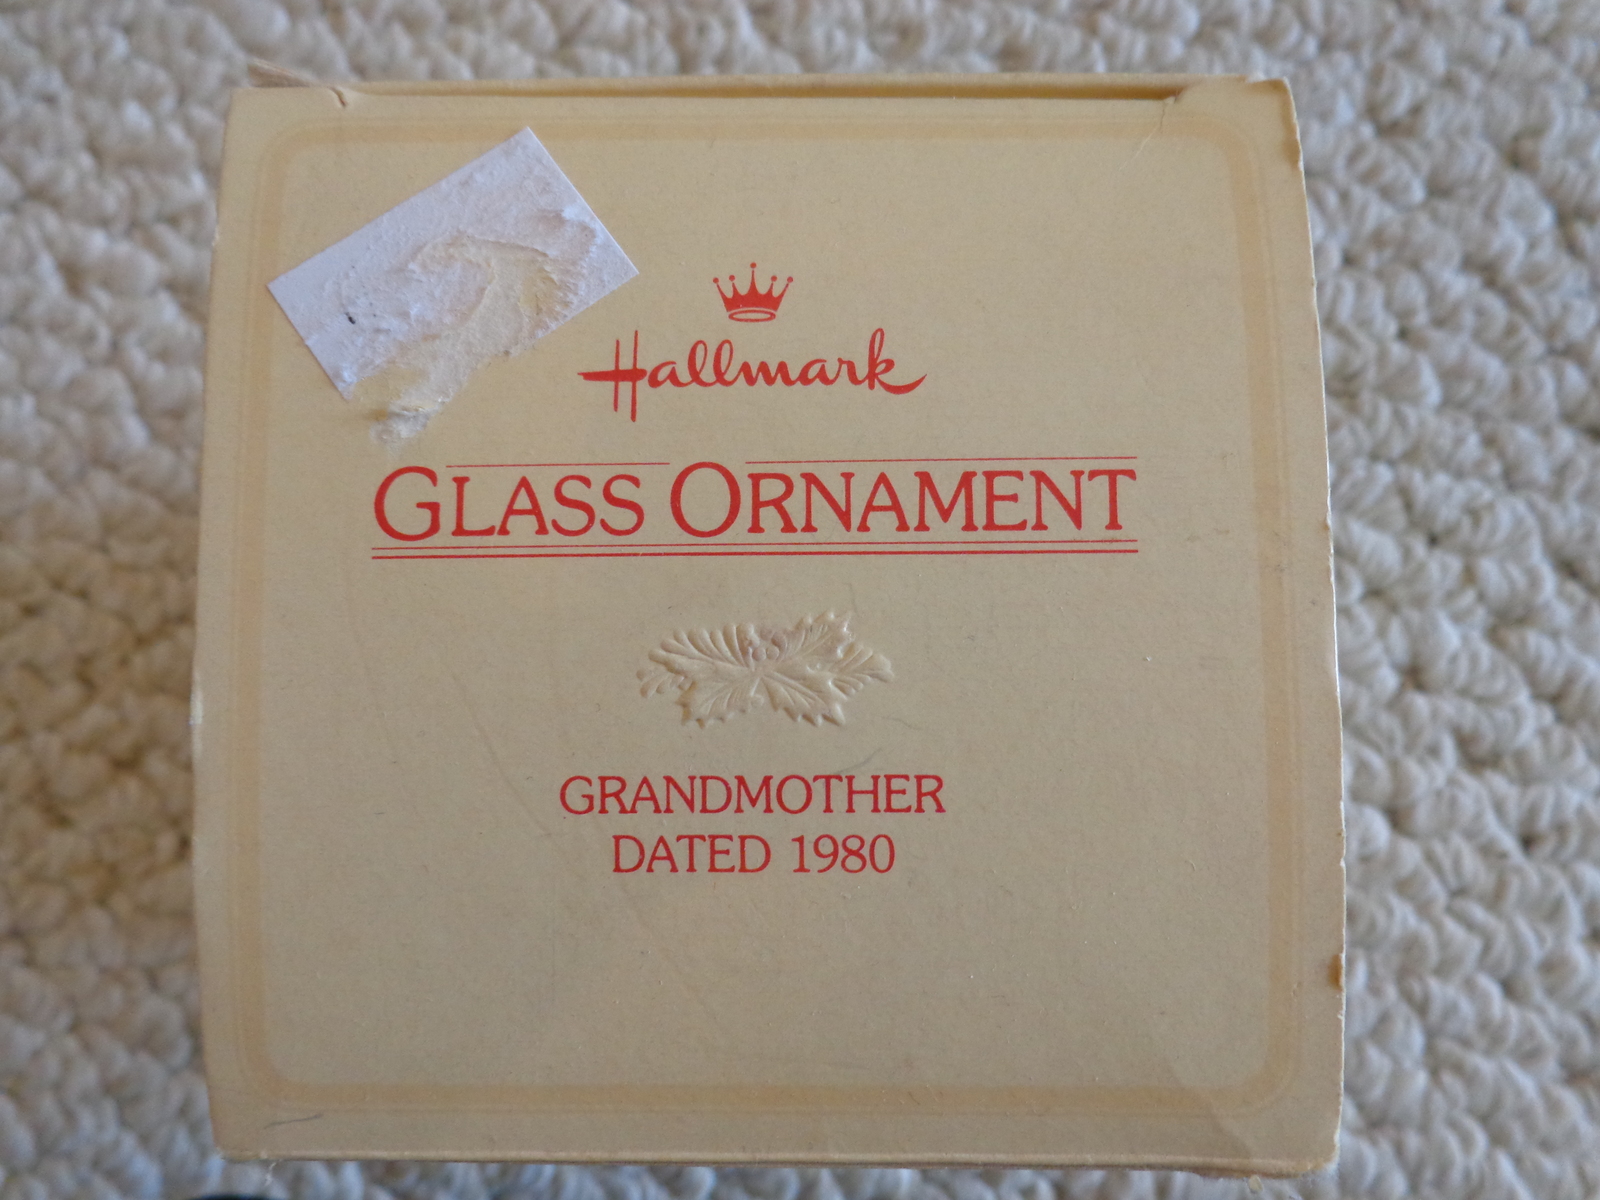 Hallmark
GLASS ORNAMENT
GRANDMOTHER
DATED 1980